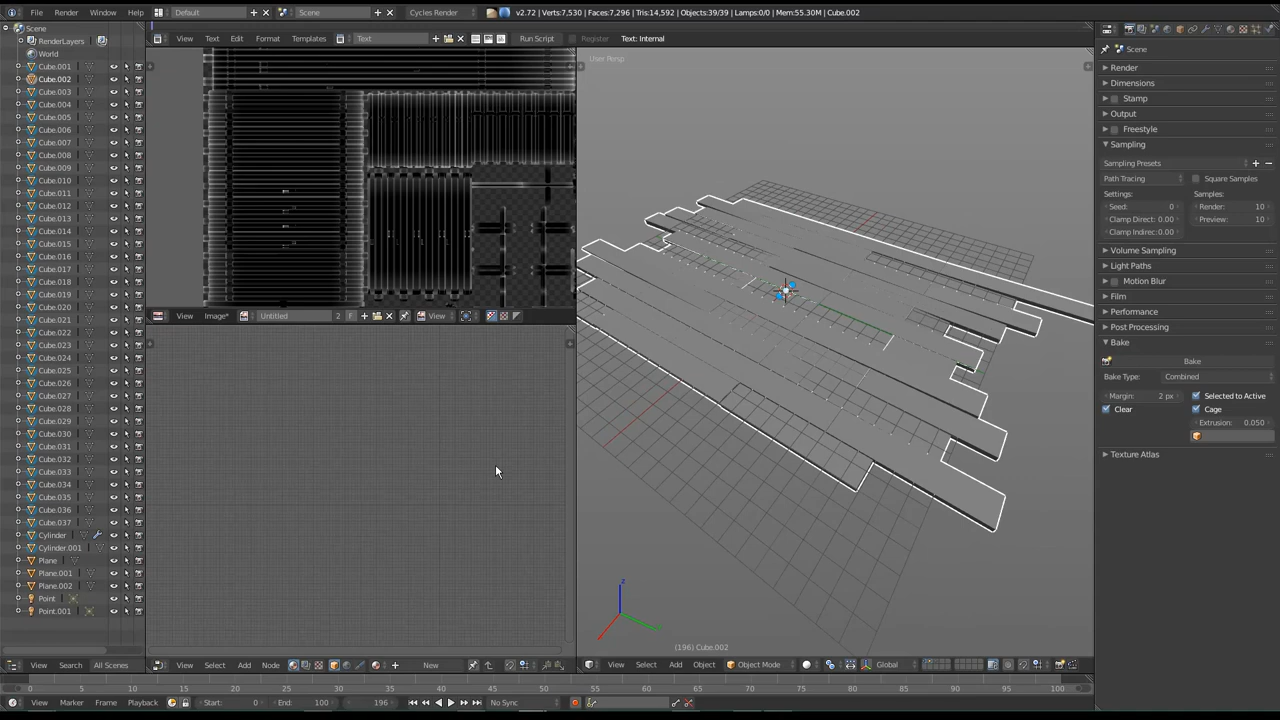 File Render Window Help Default Scene Cycles Render v2.72 | Verts:7,530 | Faces:7,296 | Tris:14,592 | Objects:39/39 | Lamps:0/0 | Mem:55.30M | Cube.002
Scene
RenderLayers
World
Cube.001
Cube.002
Cube.003
Cube.004
Cube.005
Cube.006
Cube.007
Cube.008
Cube.009
Cube.010
Cube.011
Cube.012
Cube.013
Cube.014
Cube.015
Cube.016
Cube.017
Cube.018
Cube.019
Cube.020
Cube.021
Cube.022
Cube.023
Cube.024
Cube.025
Cube.026
Cube.027
Cube.028
Cube.029
Cube.030
Cube.031
Cube.032
Cube.033
Cube.034
Cube.035
Cube.036
Cube.037
Cylinder
Cylinder.001
Plane
Plane.001
Plane.002
Point
Point.001
View Search All Scenes
View Text Edit Format Templates Text Run Script Register Text: Internal
View Image* Untitled 2 F View
View Select Add Node New
User Persp
z
y
(196) Cube.002
View Select Add Object Object Mode Global
Scene
Render
Dimensions
Stamp
Output
Freestyle
Sampling
Sampling Presets
Path Tracing Square Samples
Settings: Samples:
Seed: 0 Render: 10
Clamp Direct: 0.00 Preview: 10
Clamp Indirec: 0.00
Volume Sampling
Light Paths
Motion Blur
Film
Performance
Post Processing
Bake
Bake
Bake Type: Combined
Margin: 2 px Selected to Active
Clear Cage
Extrusion: 0.050
Texture Atlas
0 5 10 15 20 25 30 35 40 45 50 55 60 65 70 75 80 85 90 95 100
View Marker Frame Playback Start: 0 End: 100 196 No Sync